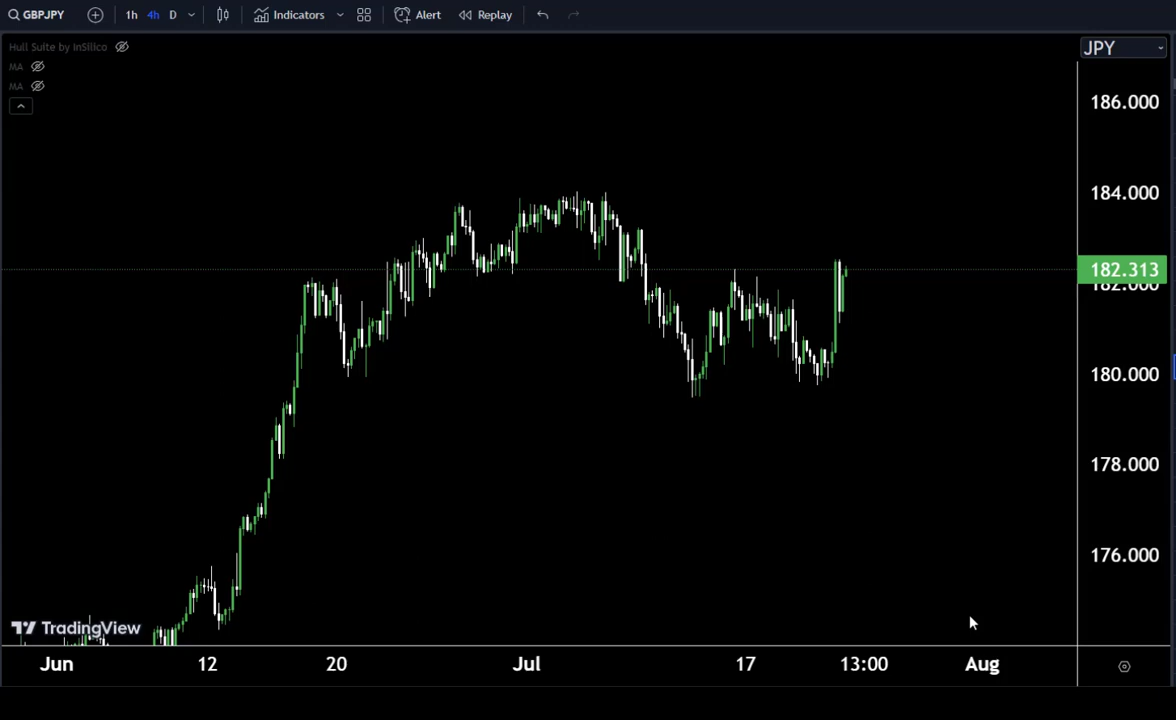 GBPJPY 1h 4h D Indicators Alert Replay
Hull Suite by InSilico
MA
MA
JPY
186.000
184.000
182.313
182.000
180.000
178.000
176.000
TradingView
Jun 12 20 Jul 17 13:00 Aug